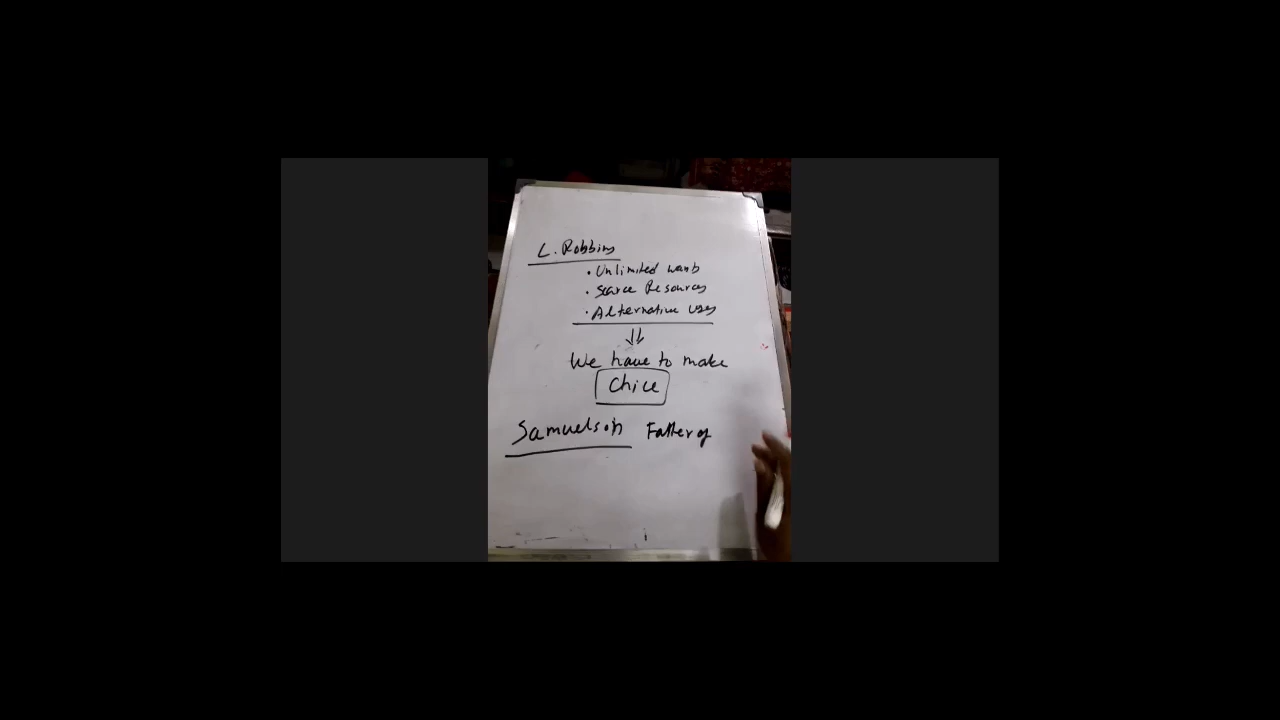 L. Robbins
• Unlimited wants
• Scarce Resources
• Alternative uses
⇓
We have to make
Chice
Samuelson Father of